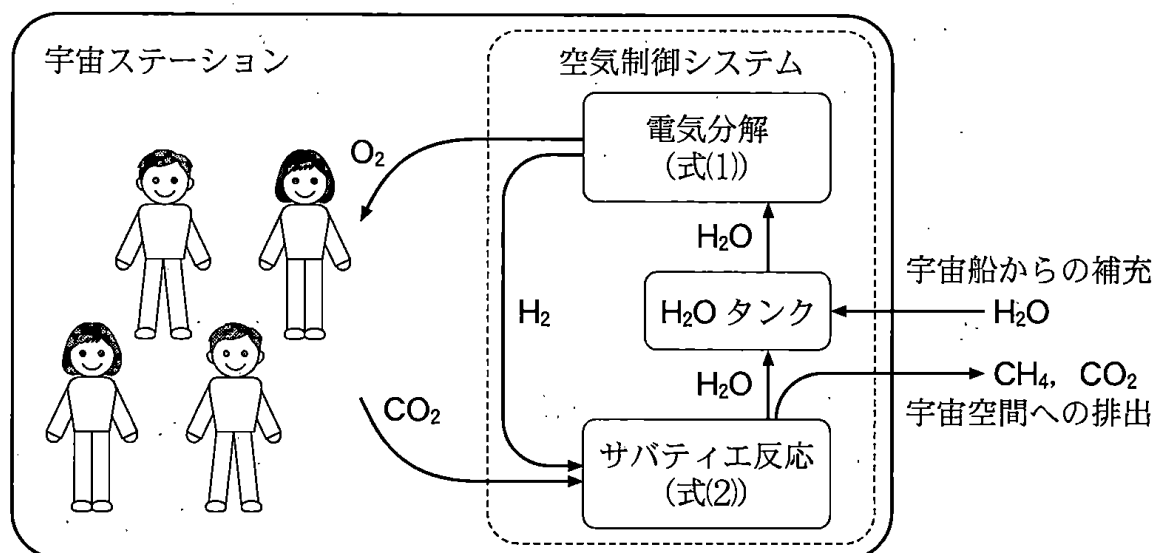 宇宙ステーション
空気制御システム
電気分解
(式(1))
O₂
H₂O
宇宙船からの補充
H₂
H₂O タンク
H₂O
H₂O
CH₄, CO₂
宇宙空間への排出
CO₂
サバティエ反応
(式(2))